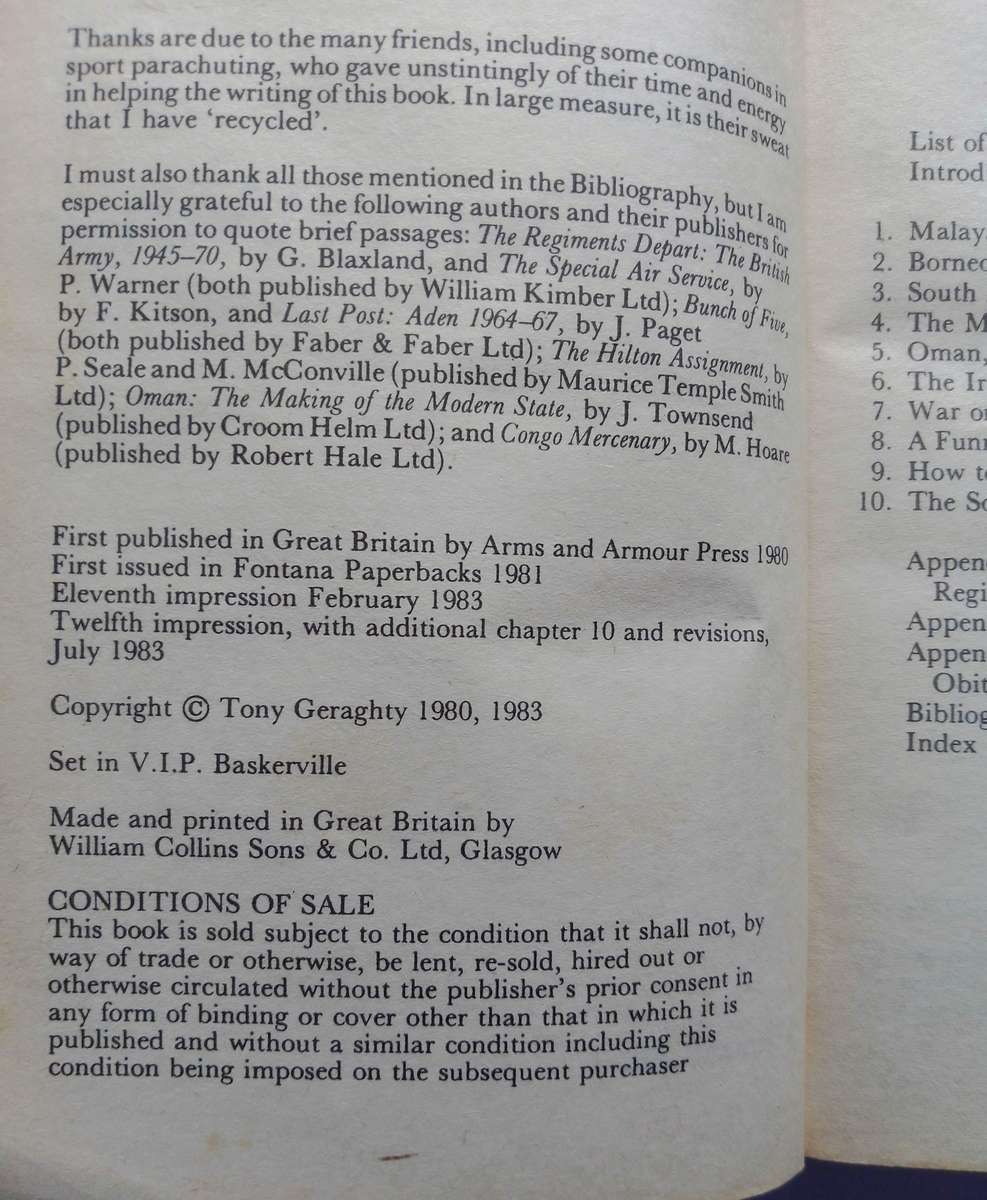 Thanks are due to the many friends, including some companions in
sport parachuting, who gave unstintingly of their time and energy
in helping the writing of this book. In large measure, it is their sweat
that I have ‘recycled’.
I must also thank all those mentioned in the Bibliography, but I am
especially grateful to the following authors and their publishers for
permission to quote brief passages: The Regiments Depart: The British
Army, 1945–70, by G. Blaxland, and The Special Air Service, by
P. Warner (both published by William Kimber Ltd); Bunch of Five,
by F. Kitson, and Last Post: Aden 1964–67, by J. Paget
(both published by Faber & Faber Ltd); The Hilton Assignment, by
P. Seale and M. McConville (published by Maurice Temple Smith
Ltd); Oman: The Making of the Modern State, by J. Townsend
(published by Croom Helm Ltd); and Congo Mercenary, by M. Hoare
(published by Robert Hale Ltd).
First published in Great Britain by Arms and Armour Press 1980
First issued in Fontana Paperbacks 1981
Eleventh impression February 1983
Twelfth impression, with additional chapter 10 and revisions,
July 1983
Copyright © Tony Geraghty 1980, 1983
Set in V.I.P. Baskerville
Made and printed in Great Britain by
William Collins Sons & Co. Ltd, Glasgow
CONDITIONS OF SALE
This book is sold subject to the condition that it shall not, by
way of trade or otherwise, be lent, re-sold, hired out or
otherwise circulated without the publisher’s prior consent in
any form of binding or cover other than that in which it is
published and without a similar condition including this
condition being imposed on the subsequent purchaser
List of
Introd
1. Malay
2. Borneo
3. South
4. The M
5. Oman,
6. The Ir
7. War o
8. A Fun
9. How t
10. The S
Appen
Regi
Appen
Appen
Obit
Bibliog
Index